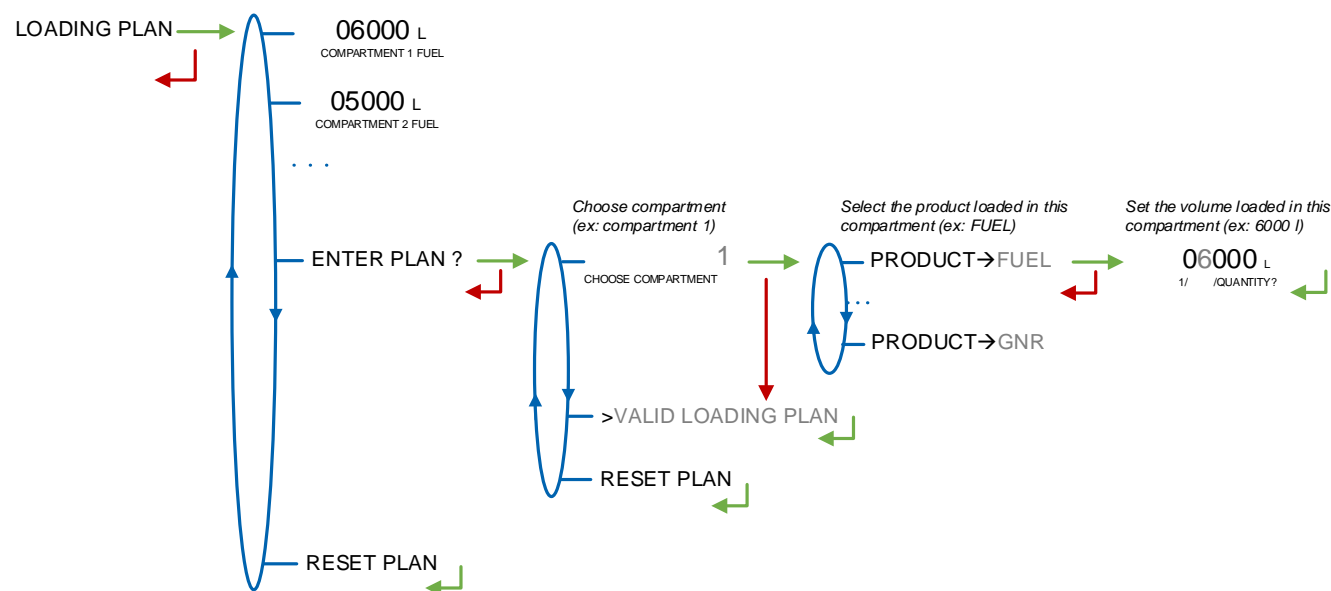 LOADING PLAN
06000 L
COMPARTMENT 1 FUEL
05000 L
COMPARTMENT 2 FUEL
. . .
Choose compartment
(ex: compartment 1)
Select the product loaded in this
compartment (ex: FUEL)
Set the volume loaded in this
compartment (ex: 6000 l)
ENTER PLAN ?
1
CHOOSE COMPARTMENT
PRODUCT→FUEL
06000 L
1/ /QUANTITY?
...
PRODUCT→GNR
>VALID LOADING PLAN
RESET PLAN
RESET PLAN